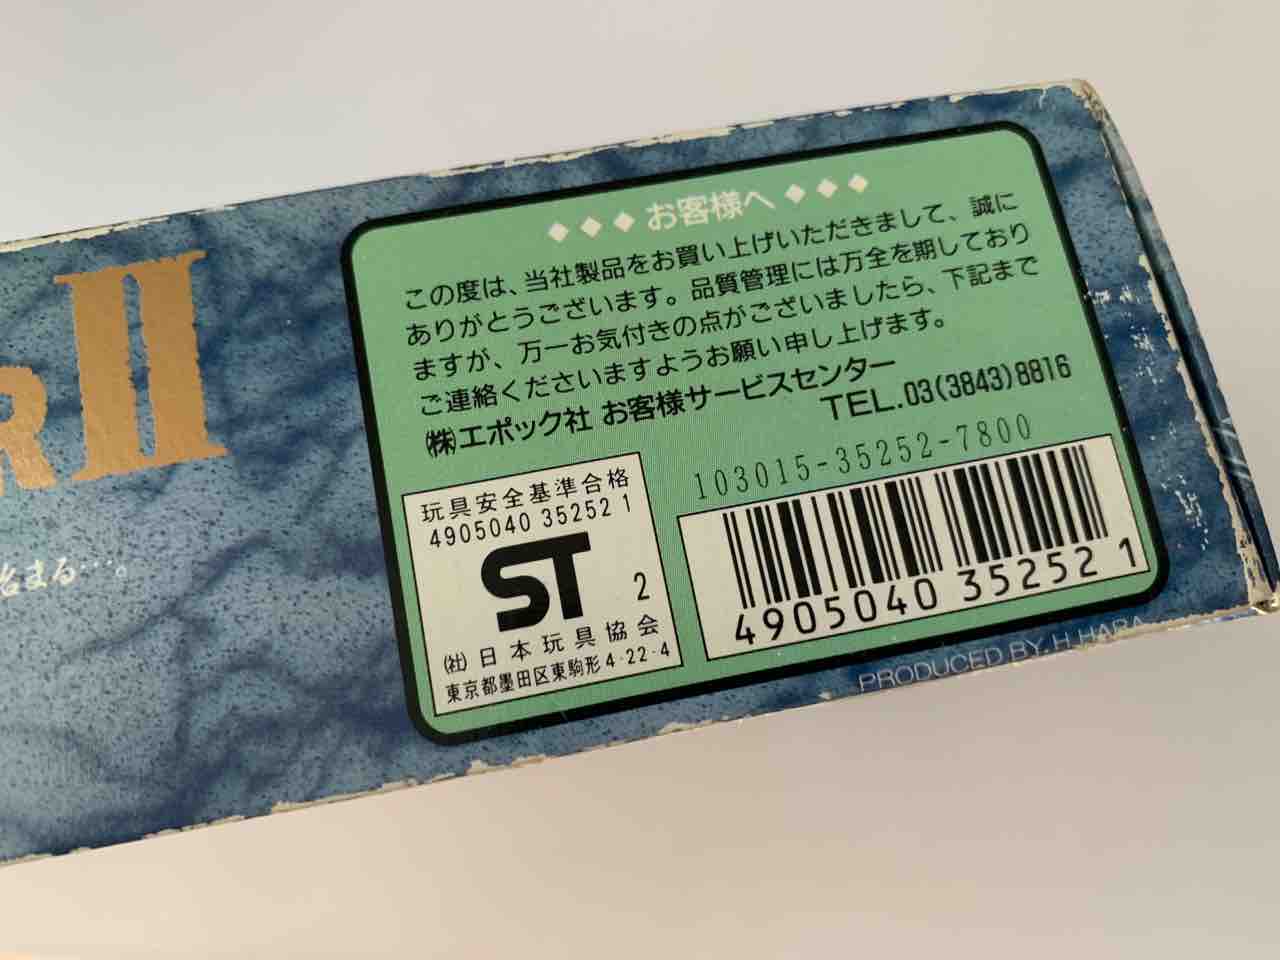 R II
始まる…。
◆◆◆お客様へ◆◆◆
この度は、当社製品をお買い上げいただきまして、誠に
ありがとうございます。品質管理には万全を期しており
ますが、万一お気付きの点がございましたら、下記まで
ご連絡くださいますようお願い申し上げます。
㈱エポック社 お客様サービスセンター
TEL.03(3843)8816
103015-35252-7800
玩具安全基準合格
4905040 35252 1
ST 2
㈳日本玩具協会
東京都墨田区東駒形4-22-4
4905040 352521
PRODUCED BY. H.HARA